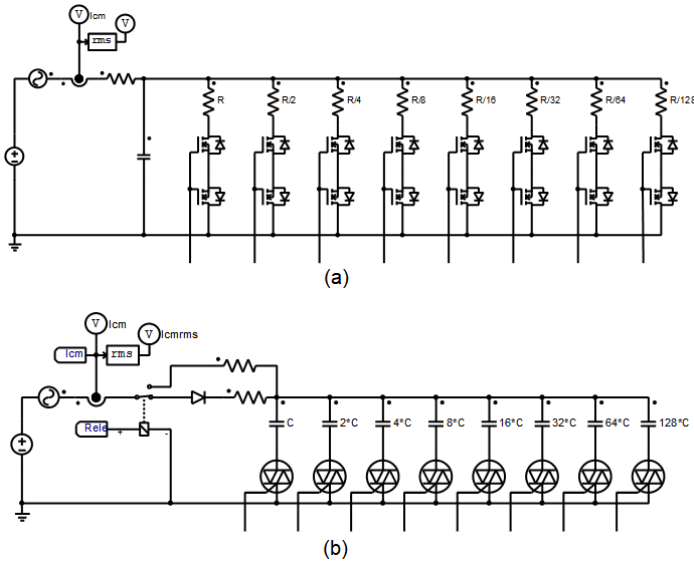 V Icm
V
rms
R R/2 R/4 R/8 R/16 R/32 R/64 R/128
(a)
V Icm
V Icmrms
Icm rms
C 2*C 4*C 8*C 16*C 32*C 64*C 128*C
Rele + -
(b)